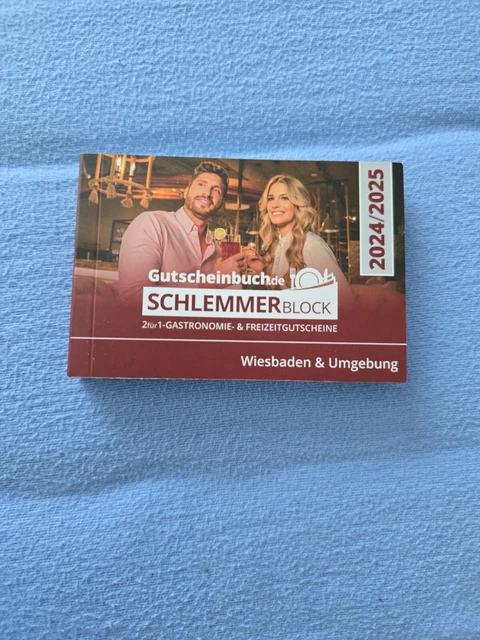 2024/2025
Gutscheinbuch.de
SCHLEMMERBLOCK
2für1-GASTRONOMIE- & FREIZEITGUTSCHEINE
Wiesbaden & Umgebung